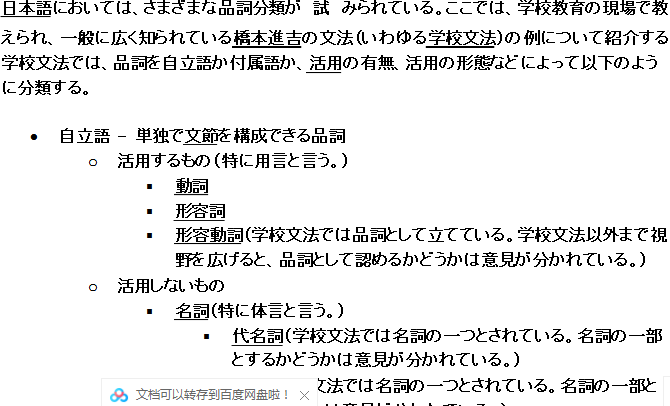 日本語においては、さまざまな品詞分類が 試 みられている。ここでは、学校教育の現場で教
えられ、一般に広く知られている橋本進吉の文法（いわゆる学校文法）の例について紹介する
学校文法では、品詞を自立語か付属語か、活用の有無、活用の形態などによって以下のよう
に分類する。
● 自立語 – 単独で文節を構成できる品詞
○ 活用するもの（特に用言と言う。）
■ 動詞
■ 形容詞
■ 形容動詞（学校文法では品詞として立てている。学校文法以外まで視
野を広げると、品詞として認めるかどうかは意見が分かれている。）
○ 活用しないもの
■ 名詞（特に体言と言う。）
■ 代名詞（学校文法では名詞の一つとされている。名詞の一部
とするかどうかは意見が分かれている。）
文档可以转存到百度网盘啦！ ×
文法では名詞の一つとされている。名詞の一部と